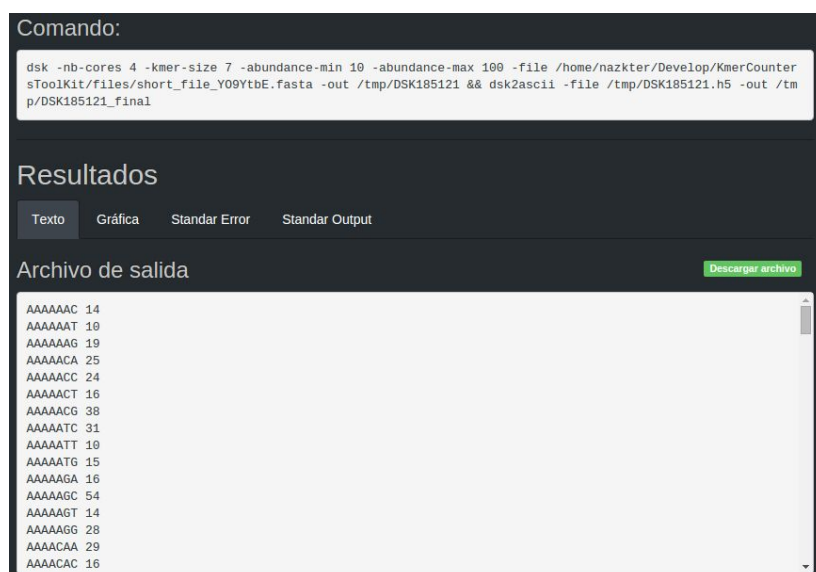 Comando:
dsk -nb-cores 4 -kmer-size 7 -abundance-min 10 -abundance-max 100 -file /home/nazkter/Develop/KmerCounter
sToolKit/files/short_file_YO9YtbE.fasta -out /tmp/DSK185121 && dsk2ascii -file /tmp/DSK185121.h5 -out /tm
p/DSK185121_final
Resultados
Texto Gráfica Standar Error Standar Output
Archivo de salida Descargar archivo
AAAAAAC 14
AAAAAAT 10
AAAAAAG 19
AAAAACA 25
AAAAACC 24
AAAAACT 16
AAAAACG 38
AAAAATC 31
AAAAATT 10
AAAAATG 15
AAAAAGA 16
AAAAAGC 54
AAAAAGT 14
AAAAAGG 28
AAAACAA 29
AAAACAC 16